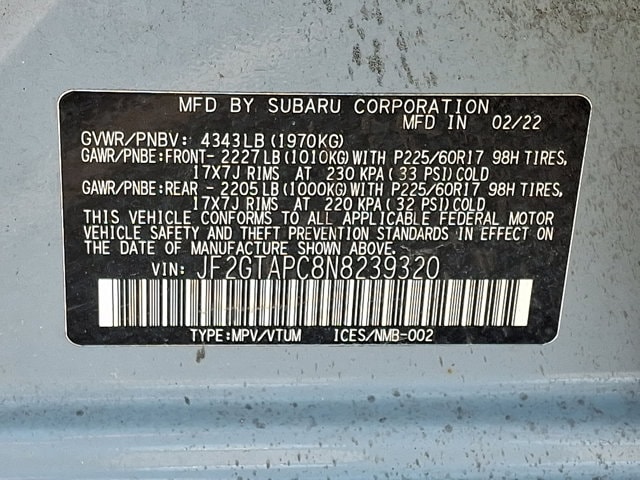 MFD BY SUBARU CORPORATION
MFD IN 02/22
GVWR/PNBV: 4343LB (1970KG)
GAWR/PNBE:FRONT- 2227 LB (1010KG) WITH P225/60R17 98H TIRES,
17X7J RIMS AT 230 KPA (33 PSI) COLD
GAWR/PNBE:REAR - 2205 LB (1000KG) WITH P225/60R17 98H TIRES,
17X7J RIMS AT 220 KPA (32 PSI) COLD
THIS VEHICLE CONFORMS TO ALL APPLICABLE FEDERAL MOTOR
VEHICLE SAFETY AND THEFT PREVENTION STANDARDS IN EFFECT
ON THE DATE OF MANUFACTURE SHOWN ABOVE.
VIN: JF2GTAPC8N8239320
TYPE:MPV/VTUM ICES/NMB-002